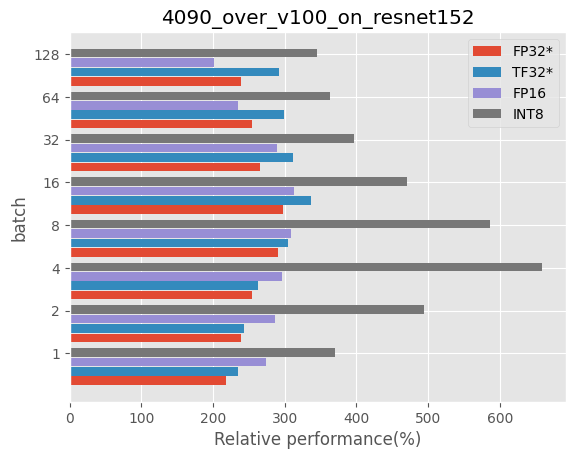 4090_over_v100_on_resnet152
FP32*
TF32*
FP16
INT8
batch
128
64
32
16
8
4
2
1
0 100 200 300 400 500 600
Relative performance(%)